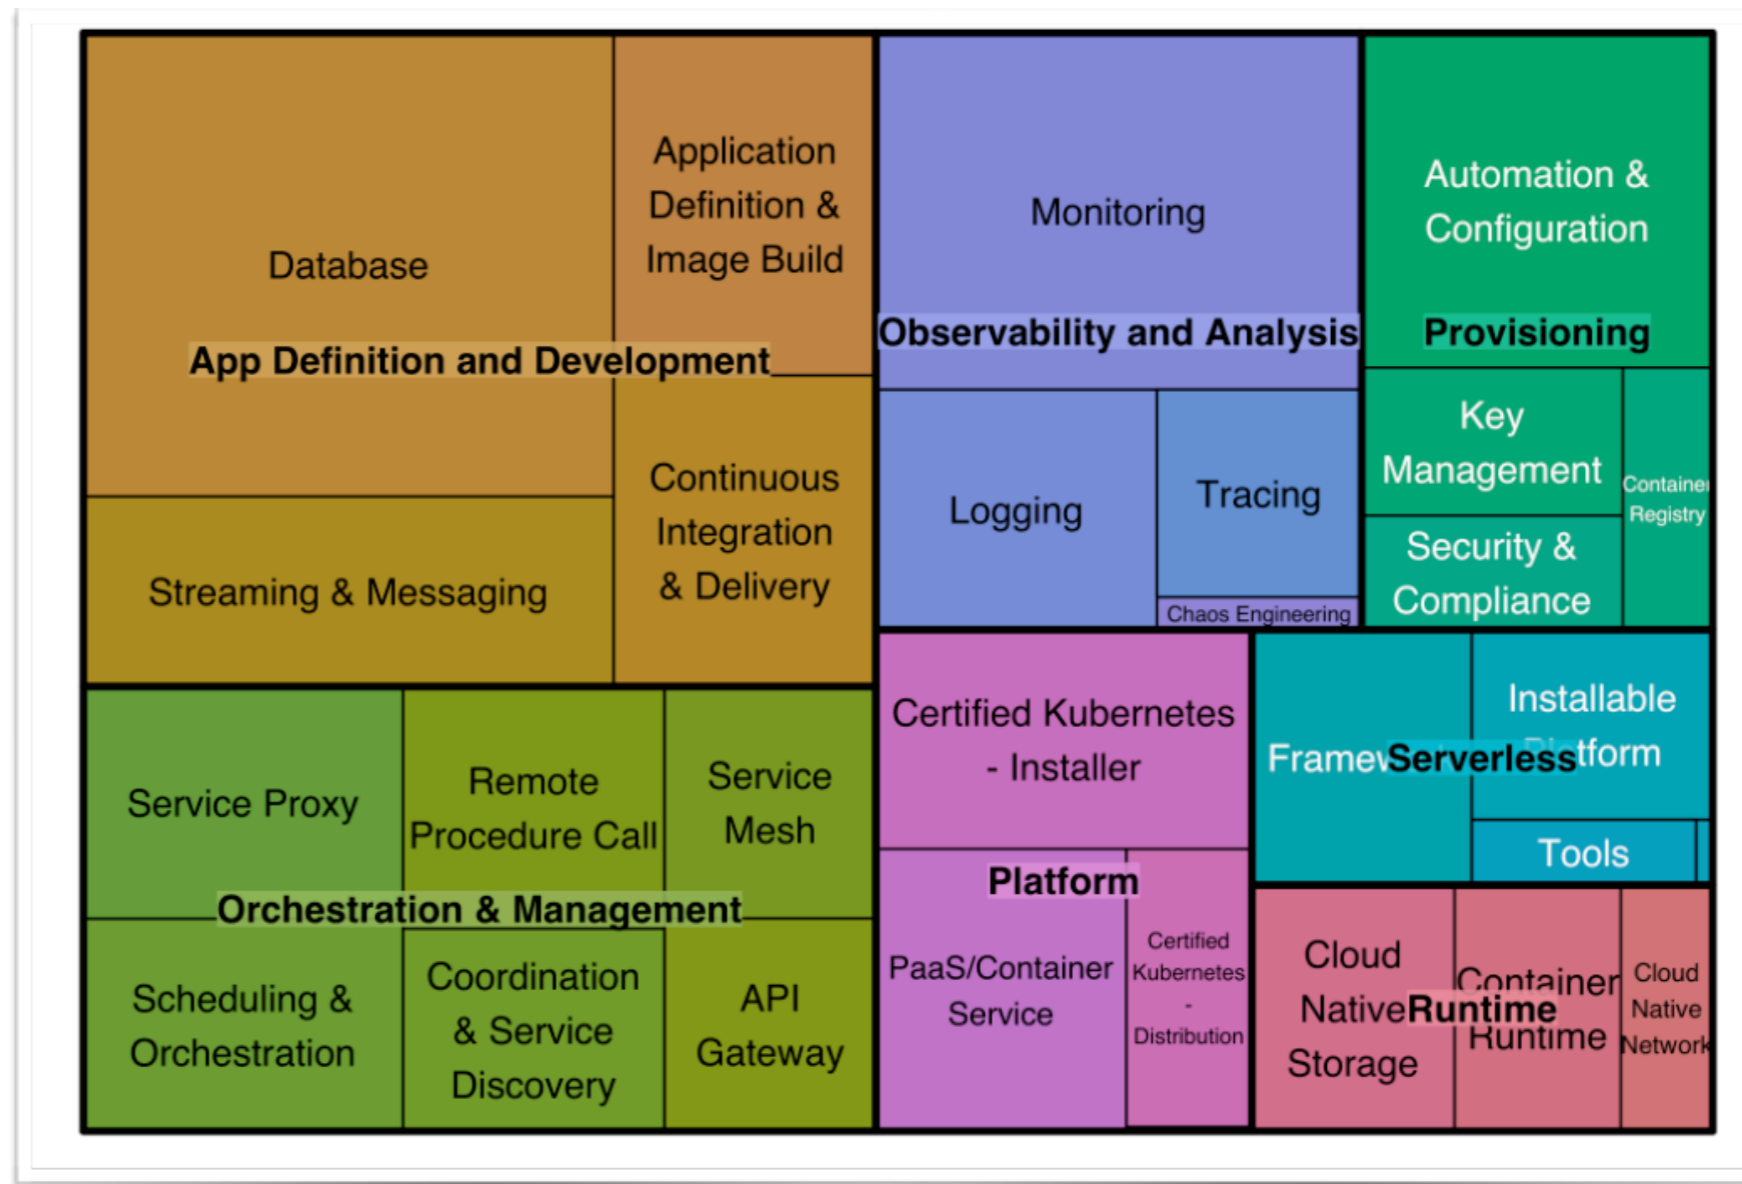 Database
Application
Definition &
Image Build
App Definition and Development
Continuous
Integration
& Delivery
Streaming & Messaging
Monitoring
Observability and Analysis
Logging
Tracing
Chaos Engineering
Automation &
Configuration
Provisioning
Key
Management
Container
Registry
Security &
Compliance
Service Proxy
Remote
Procedure Call
Service
Mesh
Orchestration & Management
Scheduling &
Orchestration
Coordination
& Service
Discovery
API
Gateway
Certified Kubernetes
- Installer
Platform
PaaS/Container
Service
Certified
Kubernetes
-
Distribution
Installable
Serverless
Tools
Cloud
Native
Storage
Container
Runtime
Runtime
Cloud
Native
Network